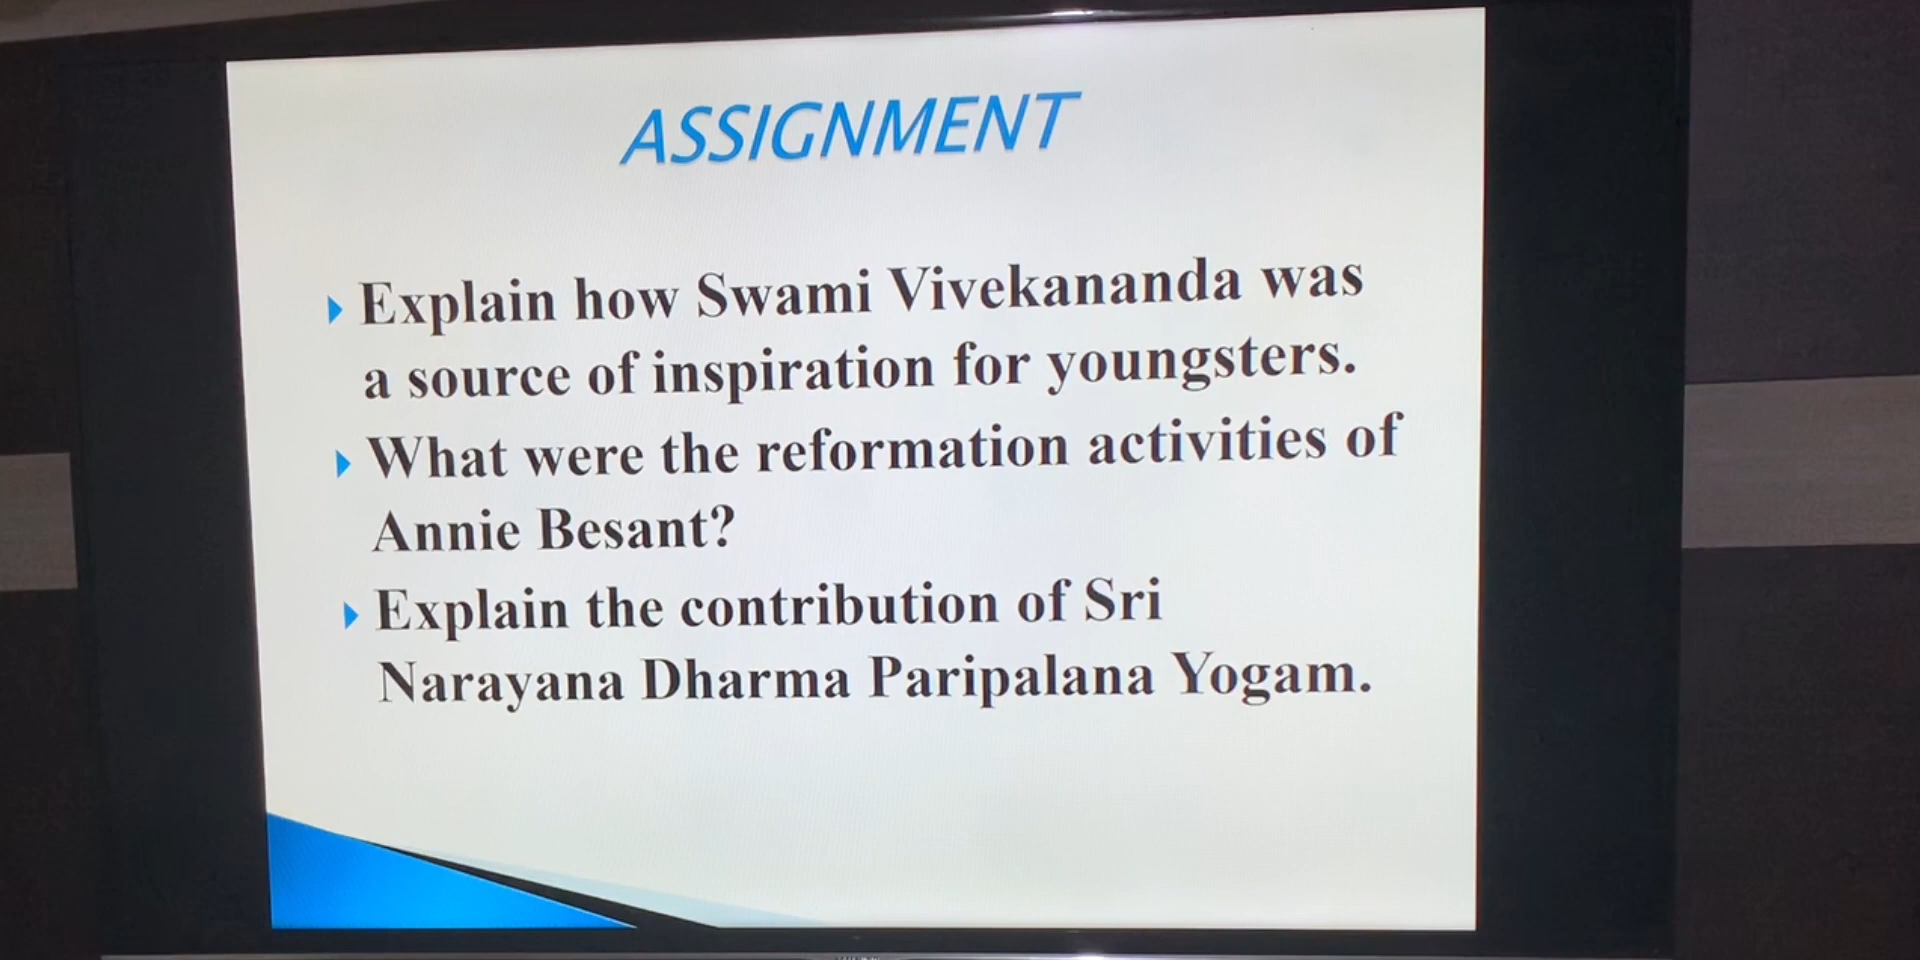 ASSIGNMENT
Explain how Swami Vivekananda was
a source of inspiration for youngsters.
What were the reformation activities of
Annie Besant?
Explain the contribution of Sri
Narayana Dharma Paripalana Yogam.